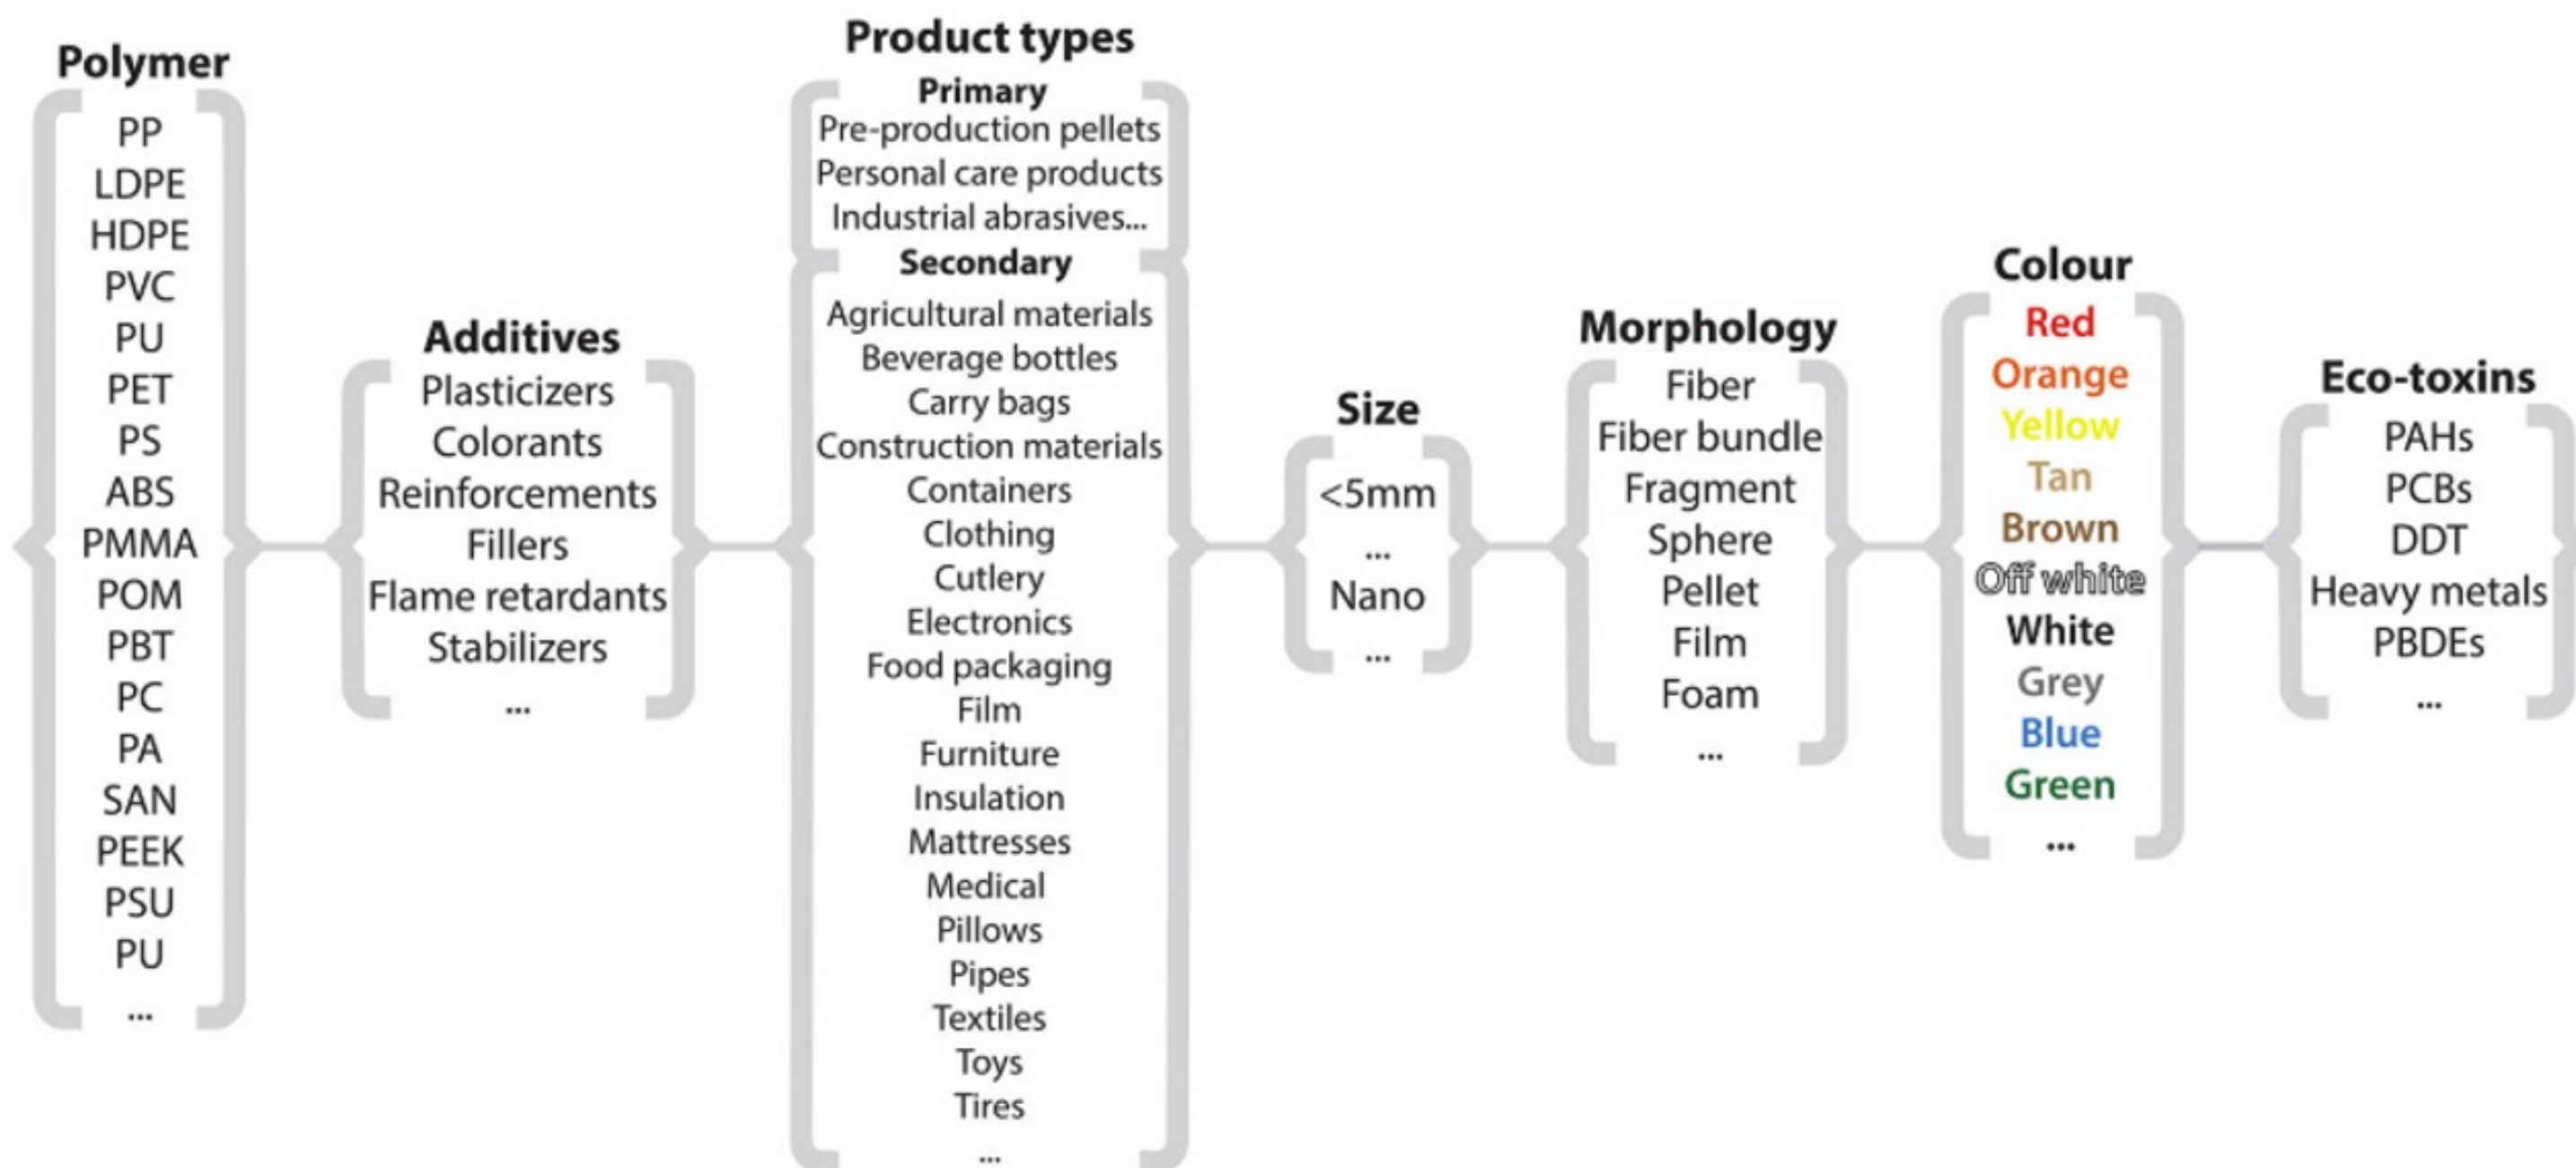 Polymer
PP
LDPE
HDPE
PVC
PU
PET
PS
ABS
PMMA
POM
PBT
PC
PA
SAN
PEEK
PSU
PU
...
Additives
Plasticizers
Colorants
Reinforcements
Fillers
Flame retardants
Stabilizers
...
Product types
Primary
Pre-production pellets
Personal care products
Industrial abrasives...
Secondary
Agricultural materials
Beverage bottles
Carry bags
Construction materials
Containers
Clothing
Cutlery
Electronics
Food packaging
Film
Furniture
Insulation
Mattresses
Medical
Pillows
Pipes
Textiles
Toys
Tires
...
Size
<5mm
...
Nano
...
Morphology
Fiber
Fiber bundle
Fragment
Sphere
Pellet
Film
Foam
...
Colour
Red
Orange
Yellow
Tan
Brown
Off white
White
Grey
Blue
Green
...
Eco-toxins
PAHs
PCBs
DDT
Heavy metals
PBDEs
...